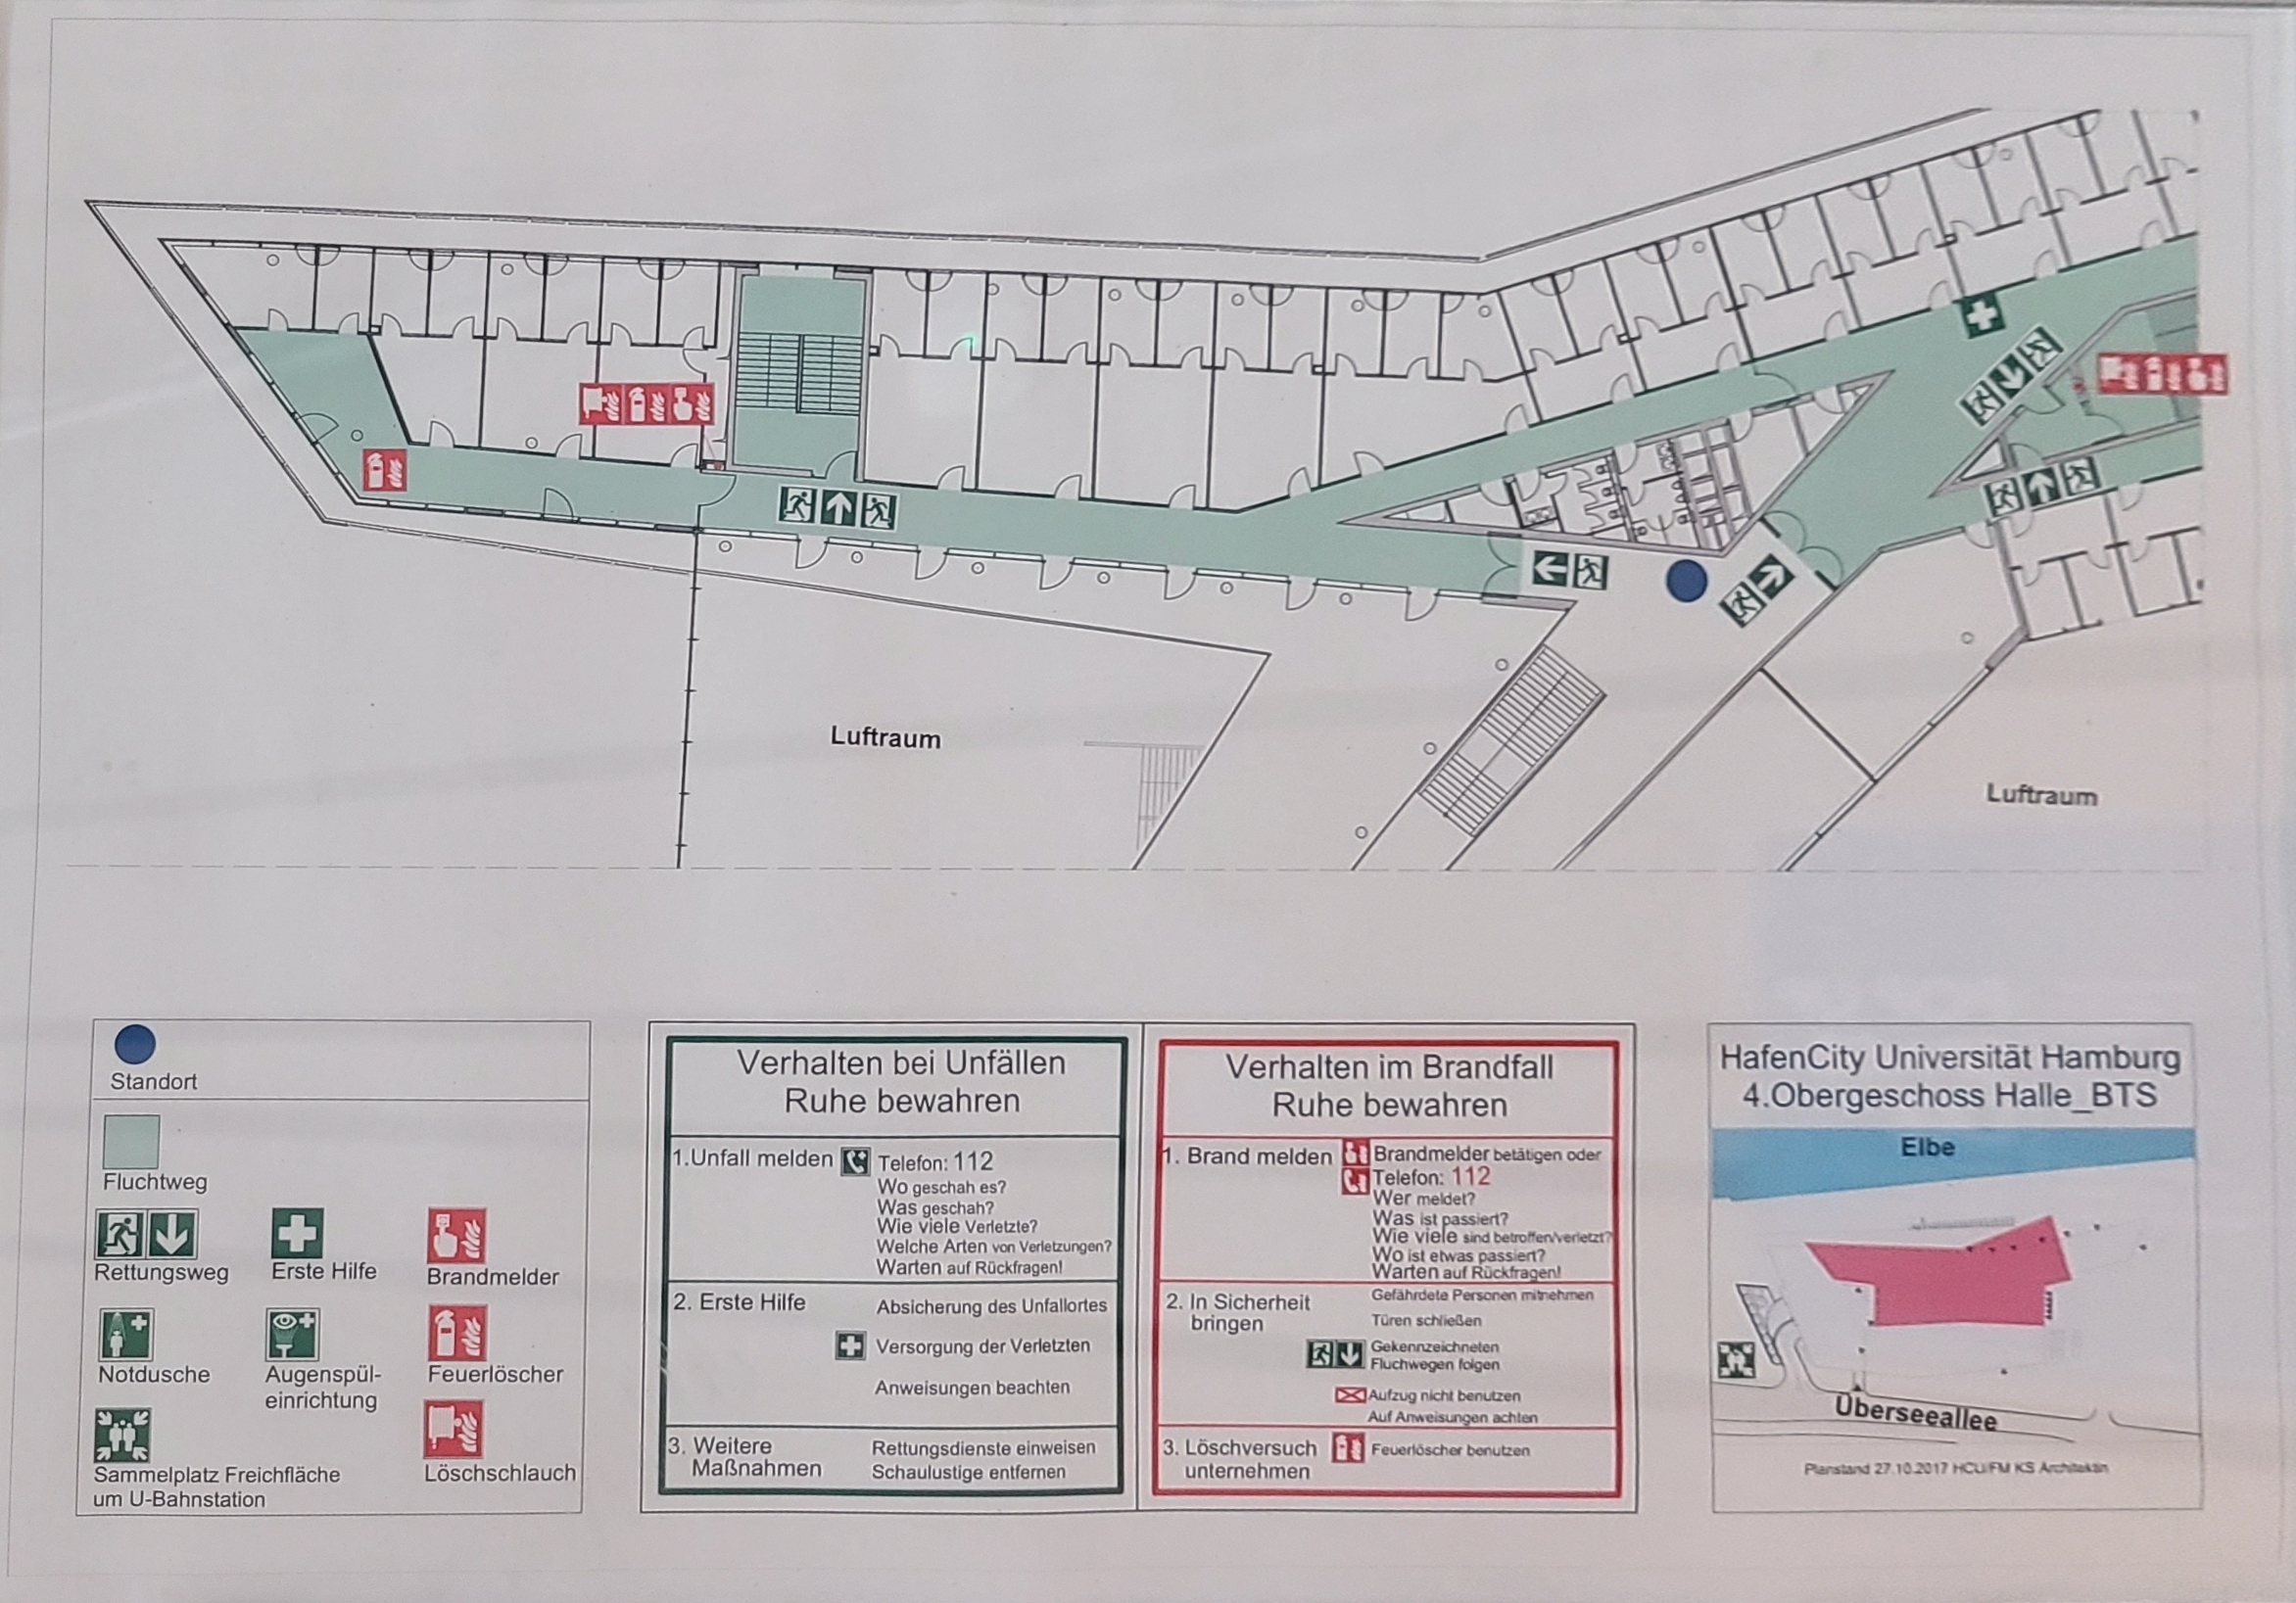 Luftraum
Luftraum
Standort
Fluchtweg
Rettungsweg
Erste Hilfe
Brandmelder
Notdusche
Augenspül-
einrichtung
Feuerlöscher
Sammelplatz Freichfläche
um U-Bahnstation
Löschschlauch
Verhalten bei Unfällen
Ruhe bewahren
1.Unfall melden
Telefon: 112
Wo geschah es?
Was geschah?
Wie viele Verletzte?
Welche Arten von Verletzungen?
Warten auf Rückfragen!
2. Erste Hilfe
Absicherung des Unfallortes
Versorgung der Verletzten
Anweisungen beachten
3. Weitere
Maßnahmen
Rettungsdienste einweisen
Schaulustige entfernen
Verhalten im Brandfall
Ruhe bewahren
1. Brand melden
Brandmelder betätigen oder
Telefon: 112
Wer meldet?
Was ist passiert?
Wie viele sind betroffen/verletzt?
Wo ist etwas passiert?
Warten auf Rückfragen!
2. In Sicherheit
bringen
Gefährdete Personen mitnehmen
Türen schließen
Gekennzeichneten
Fluchwegen folgen
Aufzug nicht benutzen
Auf Anweisungen achten
3. Löschversuch
unternehmen
Feuerlöscher benutzen
HafenCity Universität Hamburg
4.Obergeschoss Halle_BTS
Elbe
Überseeallee
Planstand 27.10.2017 HCU/FM KS Architektin